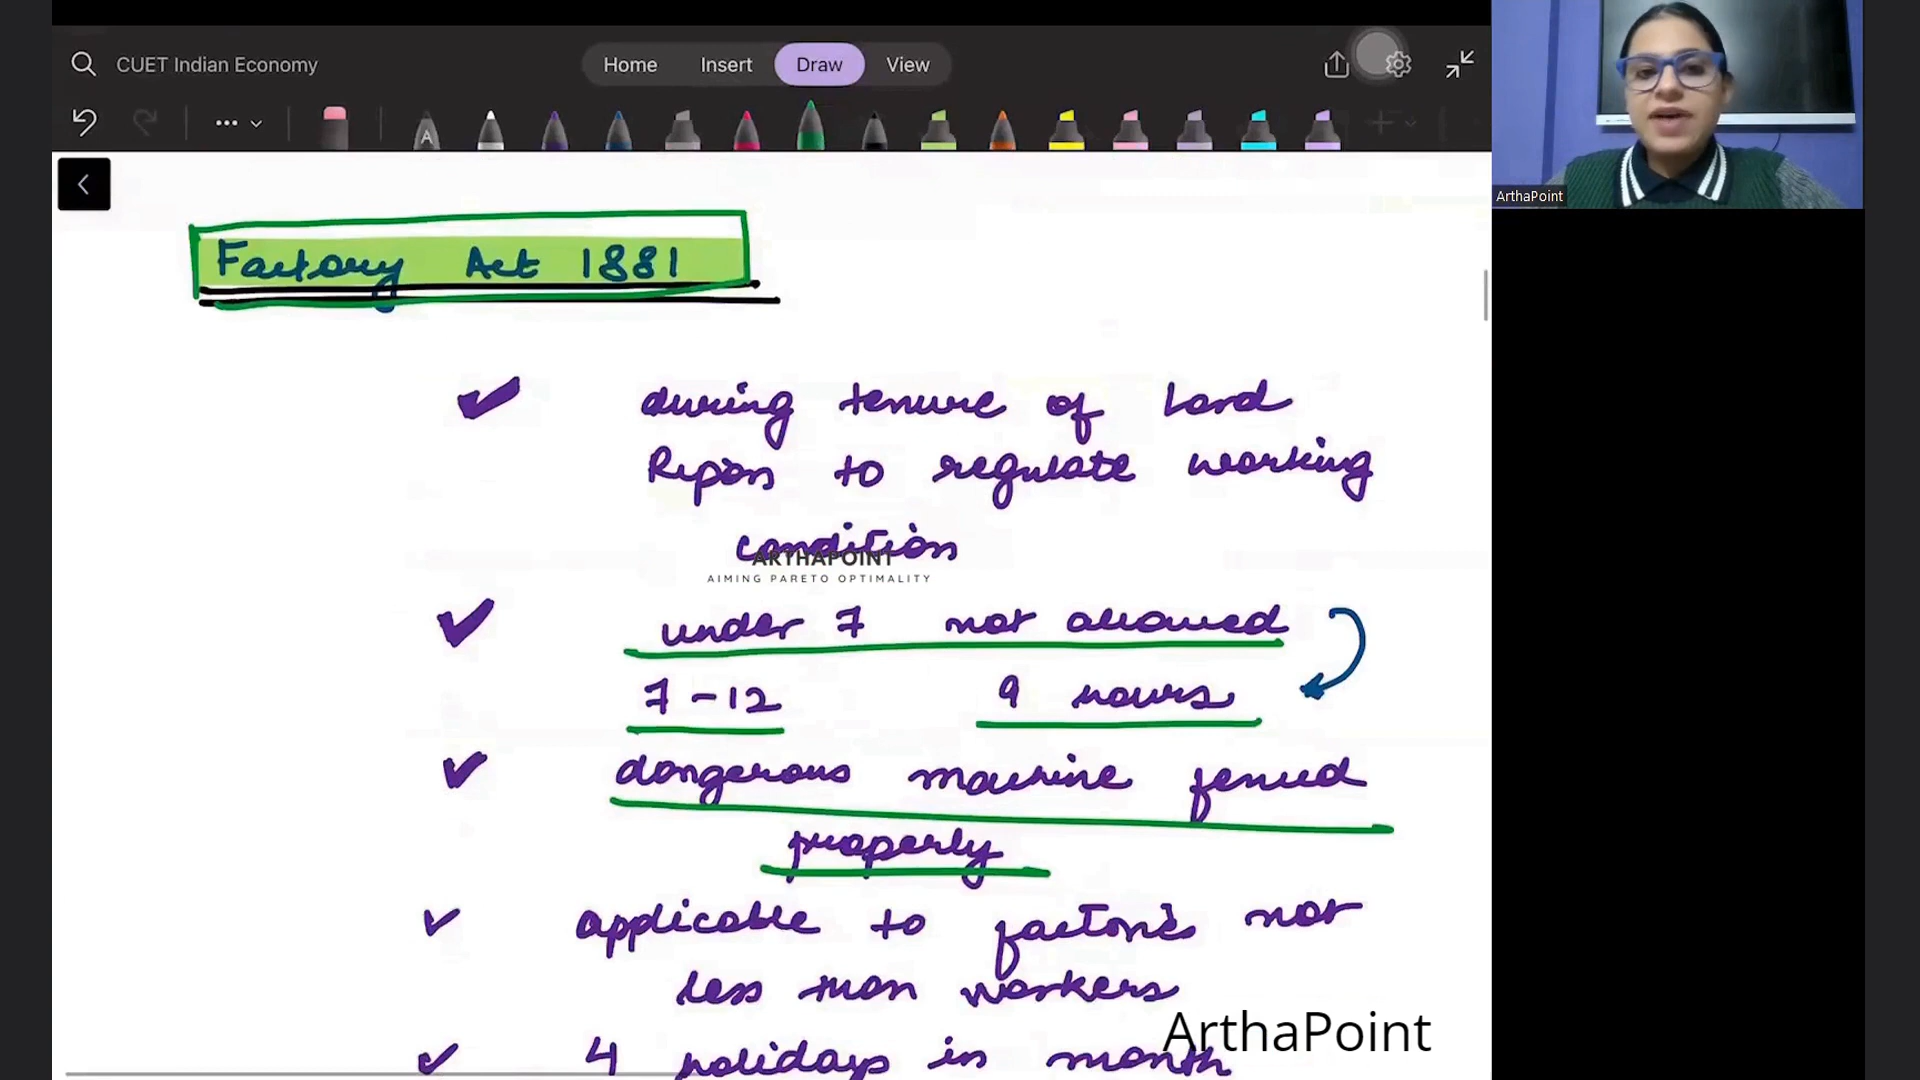 CUET Indian Economy
Home Insert Draw View
A
ArthaPoint
Factory Act 1881
during tenure of Lord
Ripon to regulate working
condition
ARTHAPOINT
AIMING PARETO OPTIMALITY
under 7 not allowed
7-12 9 hours
dangerous machine fenced
properly
applicable to factories not
less than workers
ArthaPoint
4 holidays in month